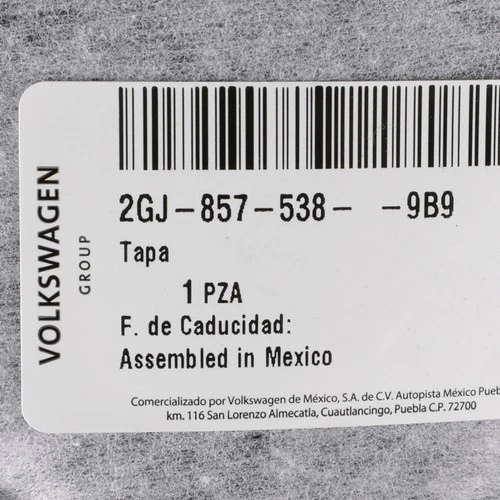 VOLKSWAGEN
GROUP
2GJ-857-538- -9B9
Tapa
1 PZA
F. de Caducidad:
Assembled in Mexico
Comercializado por Volkswagen de México, S.A. de C.V. Autopista México Pueb
km. 116 San Lorenzo Almecatla, Cuautlancingo, Puebla C.P. 72700